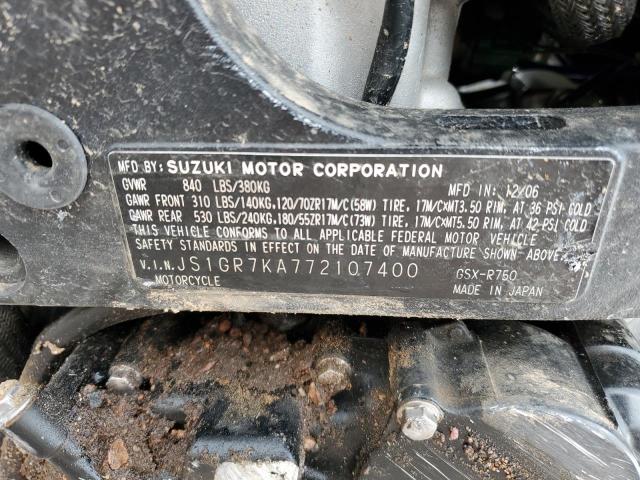 MFD BY: SUZUKI MOTOR CORPORATION
GVWR 840 LBS/380KG MFD IN: 12/06
GAWR FRONT 310 LBS/140KG,120/70ZR17M/C(58W) TIRE, 17M/C×MT3.50 RIM, AT 36 PSI COLD
GAWR REAR 530 LBS/240KG,180/55ZR17M/C(73W) TIRE, 17M/C×MT5.50 RIM, AT 42 PSI COLD
THIS VEHICLE CONFORMS TO ALL APPLICABLE FEDERAL MOTOR VEHICLE
SAFETY STANDARDS IN EFFECT ON THE DATE OF MANUFACTURE SHOWN ABOVE.
V.I.N. JS1GR7KA772107400 GSX-R750
MOTORCYCLE MADE IN JAPAN